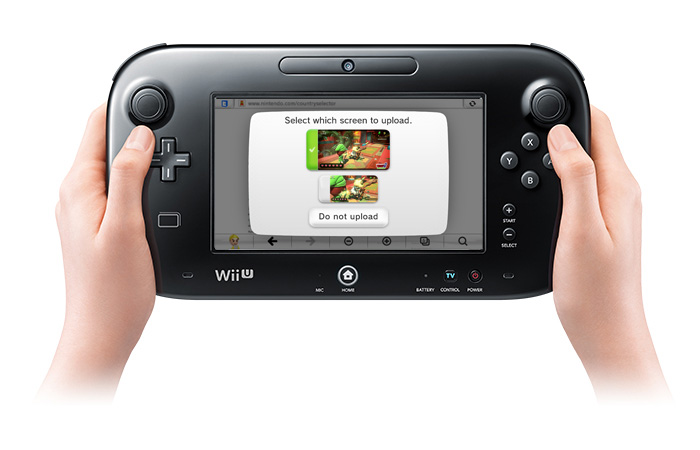 www.nintendo.com/countryselector
Select which screen to upload.
Do not upload
X
Y
A
B
START
SELECT
Wii U
MIC
HOME
BATTERY
TV
CONTROL
POWER